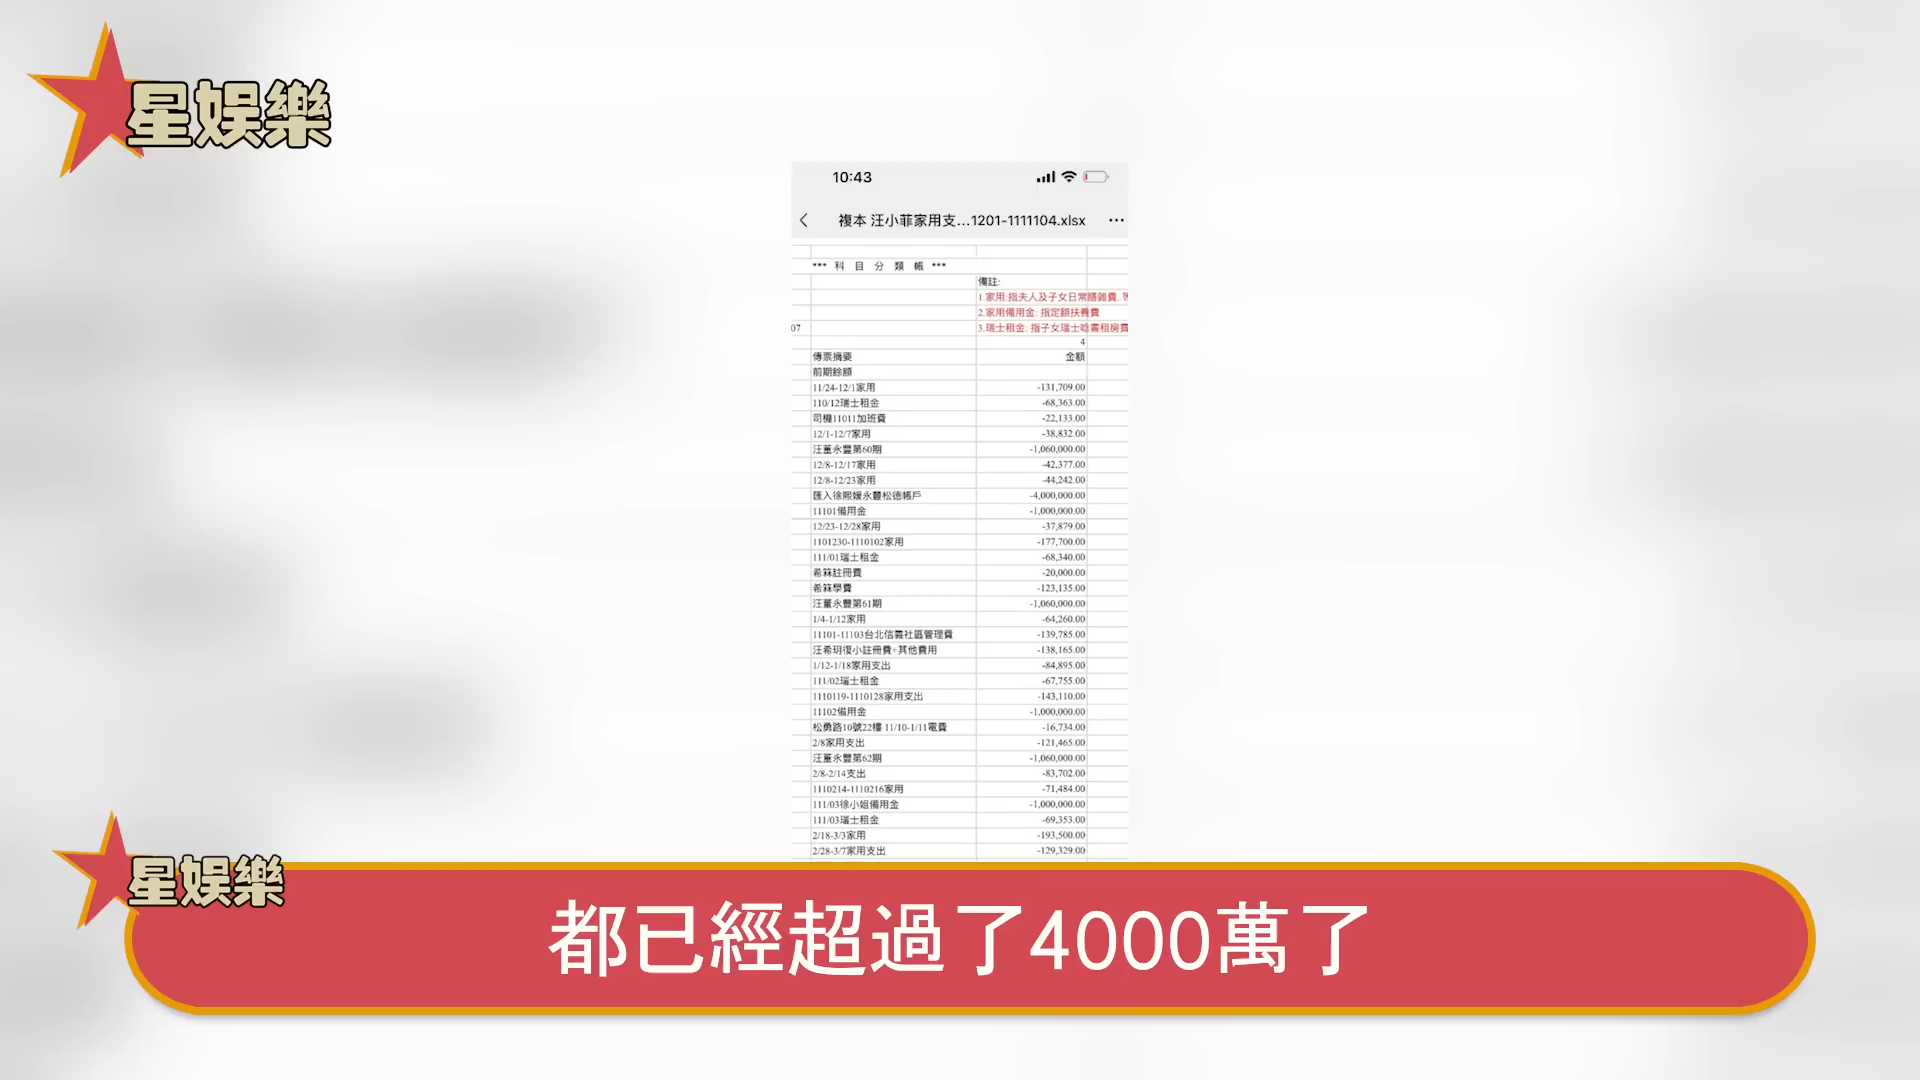 星娱樂
10:43
複本 汪小菲家用支...1201-1111104.xlsx
*** 科 目 分 類 帳 ***
備註:
1.家用:指夫人及子女日常膳雜費..等
2.家用備用金: 指定額扶養費
07 3.瑞士租金: 指子女瑞士唸書租房費
4
傳票摘要 金額
前期餘額
11/24-12/1家用 -131,709.00
110/12瑞士租金 -68,363.00
司機11011加班費 -22,133.00
12/1-12/7家用 -38,832.00
汪董永豐第60期 -1,060,000.00
12/8-12/17家用 -42,377.00
12/8-12/23家用 -44,242.00
匯入徐熙媛永豐松德帳戶 -4,000,000.00
11101備用金 -1,000,000.00
12/23-12/28家用 -37,879.00
1101230-1110102家用 -177,700.00
111/01瑞士租金 -68,340.00
希箖註冊費 -20,000.00
希箖學費 -123,135.00
汪董永豐第61期 -1,060,000.00
1/4-1/12家用 -64,260.00
11101-11103台北信義社區管理費 -139,785.00
汪希玥復小註冊費+其他費用 -138,165.00
1/12-1/18家用支出 -84,895.00
111/02瑞士租金 -67,755.00
1110119-1110128家用支出 -143,110.00
11102備用金 -1,000,000.00
松勇路10號22樓 11/10-1/11電費 -16,734.00
2/8家用支出 -121,465.00
汪董永豐第62期 -1,060,000.00
2/8-2/14支出 -83,702.00
1110214-1110216家用 -71,484.00
111/03徐小姐備用金 -1,000,000.00
111/03瑞士租金 -69,353.00
2/18-3/3家用 -193,500.00
2/28-3/7家用支出 -129,329.00
星娱樂
都已經超過了4000萬了